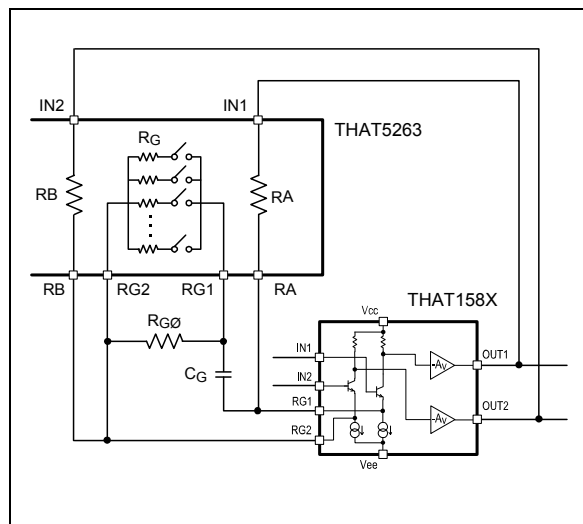 IN2
IN1
THAT5263
RG
RB
RA
RB
RG2
RG1
RA
THAT158X
RGØ
Vcc
CG
IN1
OUT1
-AV
IN2
RG1
OUT2
-AV
RG2
Vee